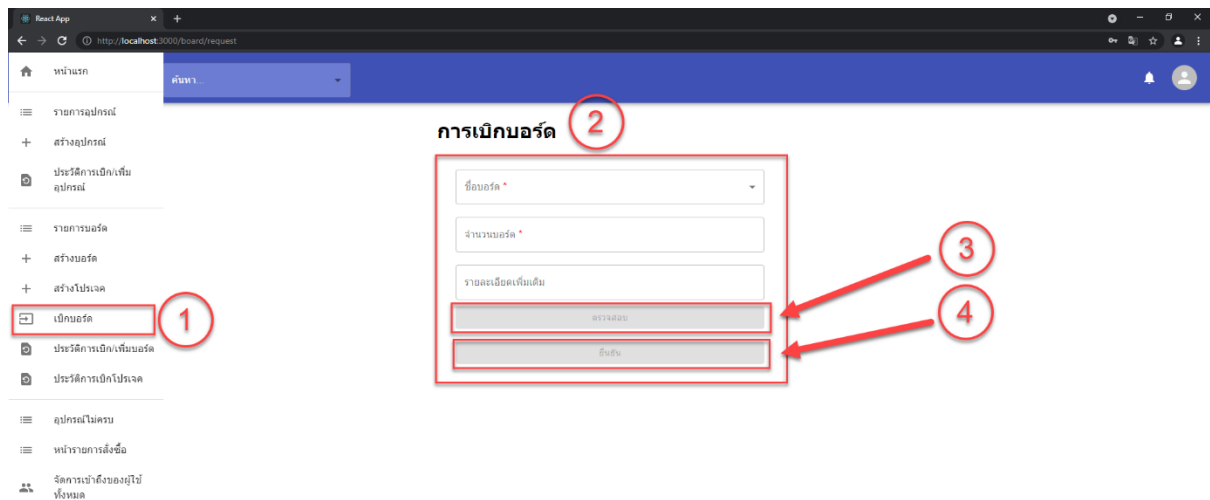 React App
http://localhost:3000/board/request
หน้าแรก
ค้นหา...
รายการอุปกรณ์
สร้างอุปกรณ์
ประวัติการเบิก/เพิ่ม
อุปกรณ์
รายการบอร์ด
สร้างบอร์ด
สร้างโปรเจค
เบิกบอร์ด
1
ประวัติการเบิก/เพิ่มบอร์ด
ประวัติการเบิกโปรเจค
อุปกรณ์ไม่ครบ
หน้ารายการสั่งซื้อ
จัดการเข้าถึงของผู้ใช้
ทั้งหมด
การเบิกบอร์ด
2
ชื่อบอร์ด *
จำนวนบอร์ด *
รายละเอียดเพิ่มเติม
ตรวจสอบ
3
ยืนยัน
4